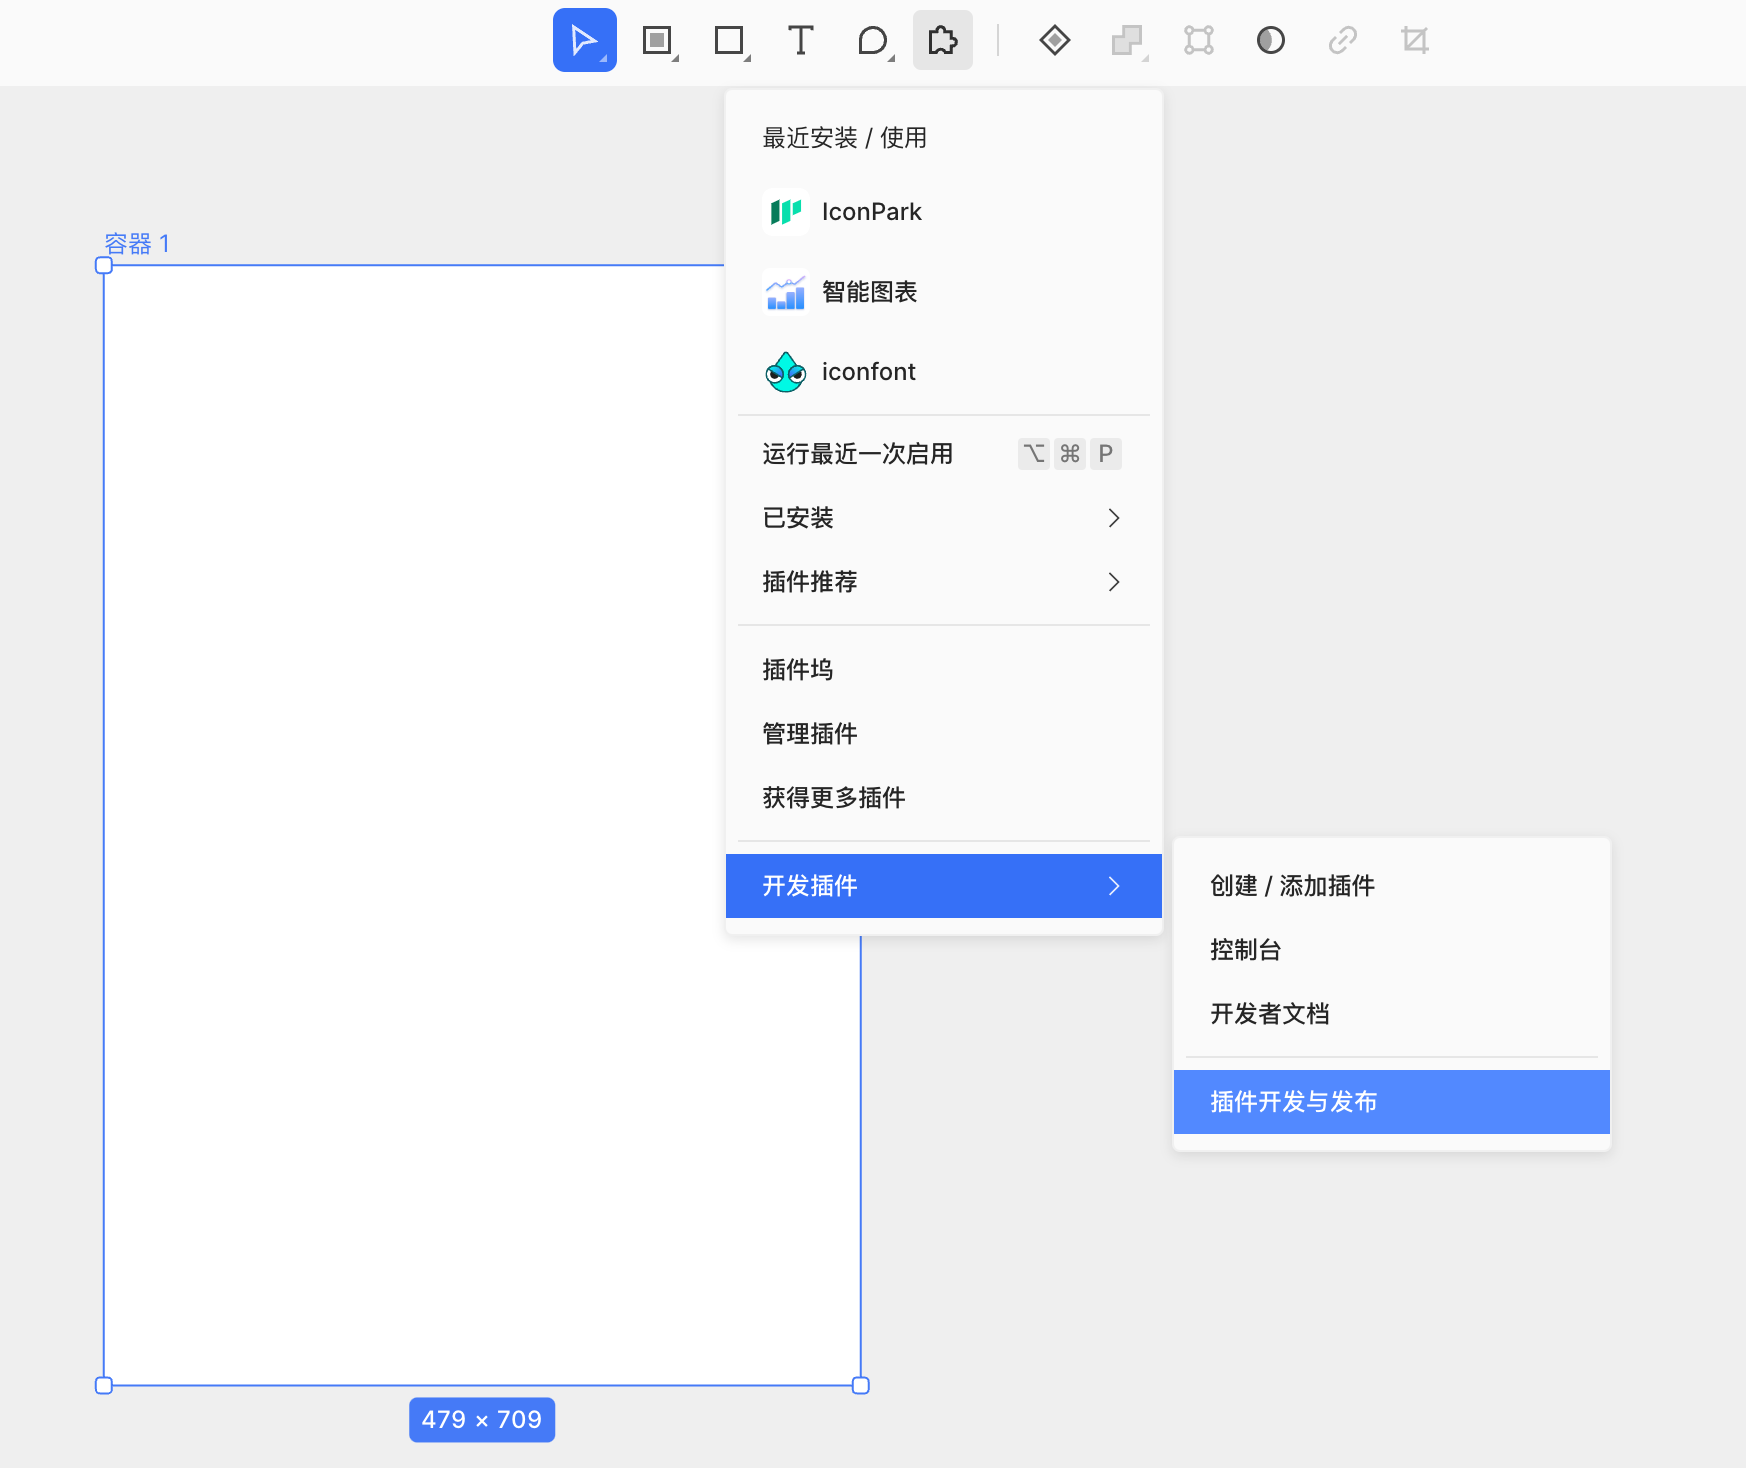 容器 1
最近安装 / 使用
IconPark
智能图表
iconfont
运行最近一次启用 ⌥ ⌘ P
已安装
插件推荐
插件坞
管理插件
获得更多插件
开发插件
创建 / 添加插件
控制台
开发者文档
插件开发与发布
479 × 709